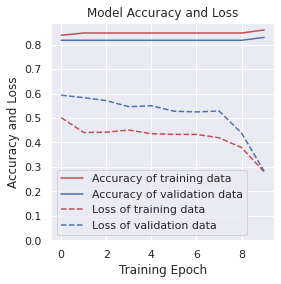 Model Accuracy and Loss
Accuracy and Loss
0.8
0.7
0.6
0.5
0.4
0.3
0.2
0.1
0.0
Accuracy of training data
Accuracy of validation data
Loss of training data
Loss of validation data
0 2 4 6 8
Training Epoch